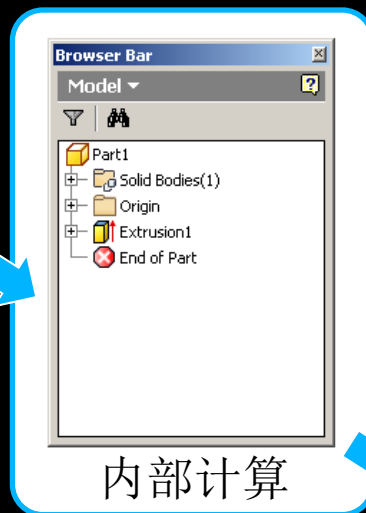 Browser Bar
Model
Part1
Solid Bodies(1)
Origin
Extrusion1
End of Part
内部计算